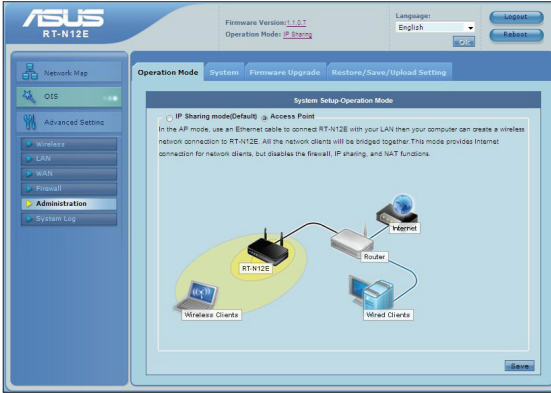 ASUS
RT-N12E
Firmware Version:1.1.0.7
Operation Mode: IP Sharing
Language:
English
OK
Logout
Reboot
Network Map
OIS
Advanced Setting
Wireless
LAN
WAN
Firewall
Administration
System Log
Operation Mode System Firmware Upgrade Restore/Save/Upload Setting
System Setup-Operation Mode
IP Sharing mode(Default) Access Point
In the AP mode, use an Ethernet cable to connect RT-N12E with your LAN then your computer can create a wireless
network connection to RT-N12E. All the network clients will be bridged together.This mode provides Internet
connection for network clients, but disables the firewall, IP sharing, and NAT functions.
Internet
Router
RT-N12E
Wireless Clients
Wired Clients
Save